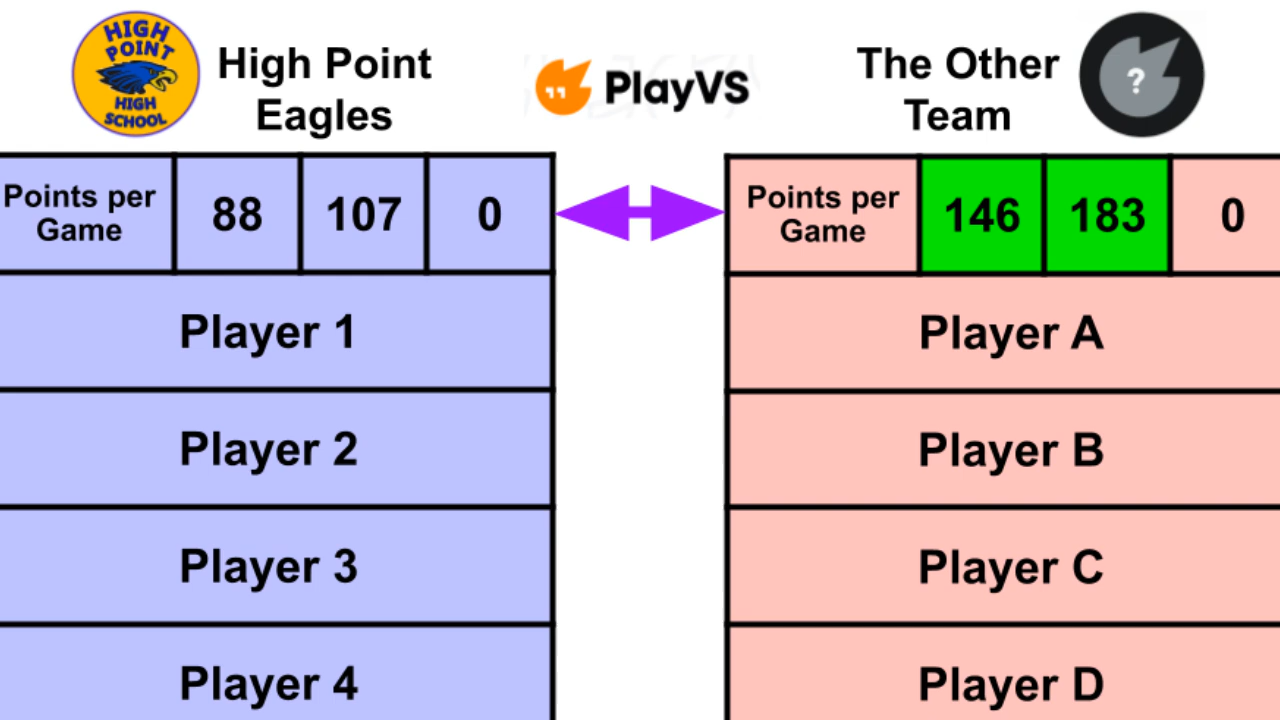 HIGH
POINT
HIGH
SCHOOL
High Point
Eagles
PlayVS
The Other
Team
?
Points per
Game
88
107
0
Points per
Game
146
183
0
Player 1
Player A
Player 2
Player B
Player 3
Player C
Player 4
Player D